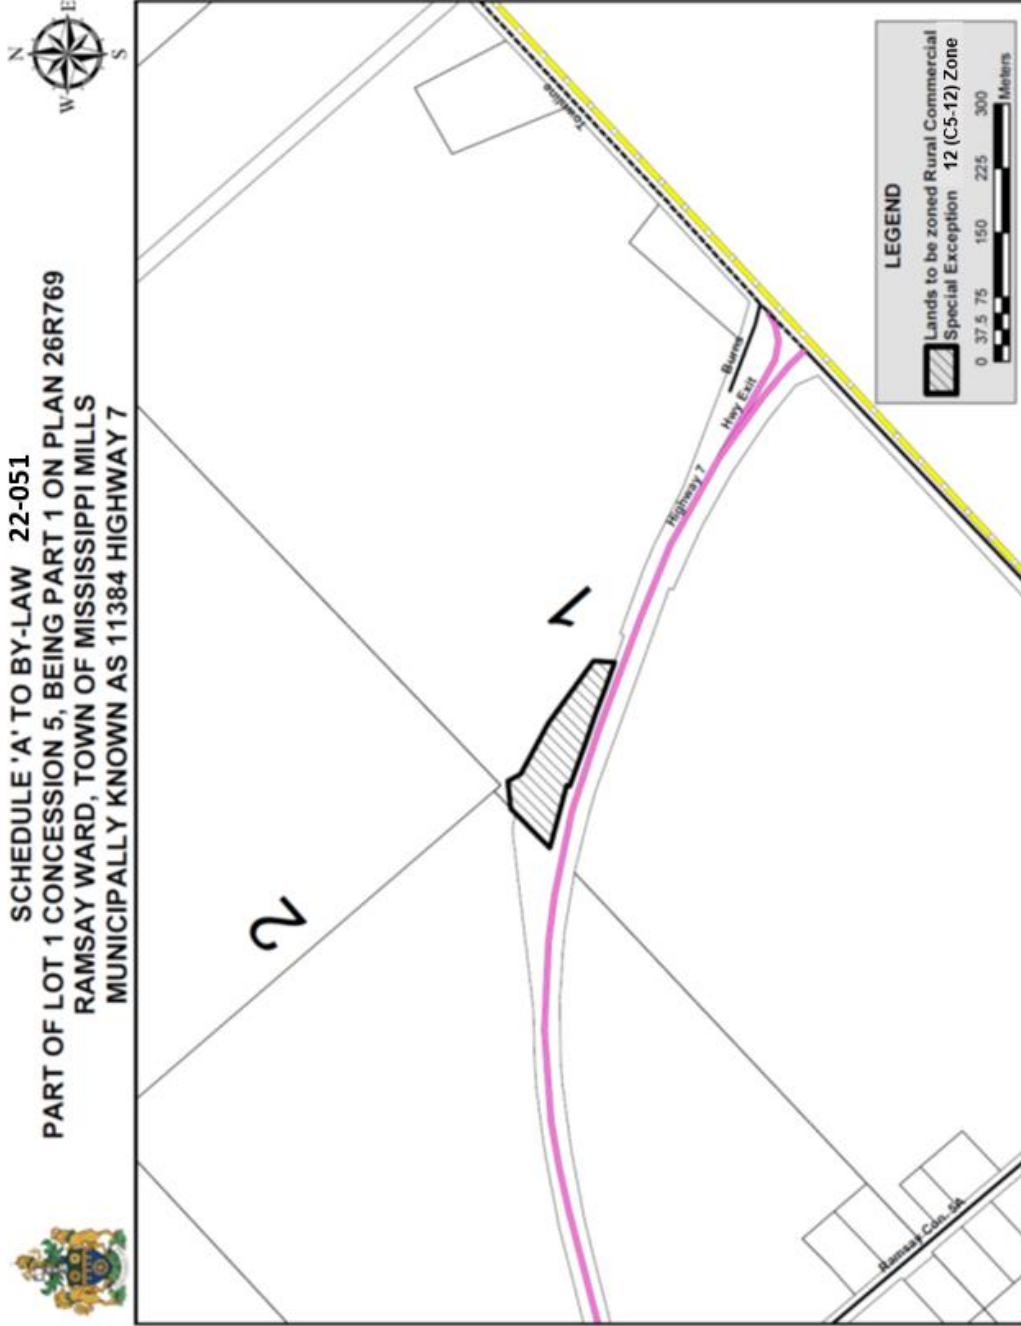 SCHEDULE 'A' TO BY-LAW 22-051
PART OF LOT 1 CONCESSION 5, BEING PART 1 ON PLAN 26R769
RAMSAY WARD, TOWN OF MISSISSIPPI MILLS
MUNICIPALLY KNOWN AS 11384 HIGHWAY 7
N
W
E
S
2
1
Townline
Burns
Hwy Exit
Highway 7
Ramsay Con. 5A
LEGEND
Lands to be zoned Rural Commercial
Special Exception 12 (C5-12) Zone
0 37.5 75 150 225 300
Meters